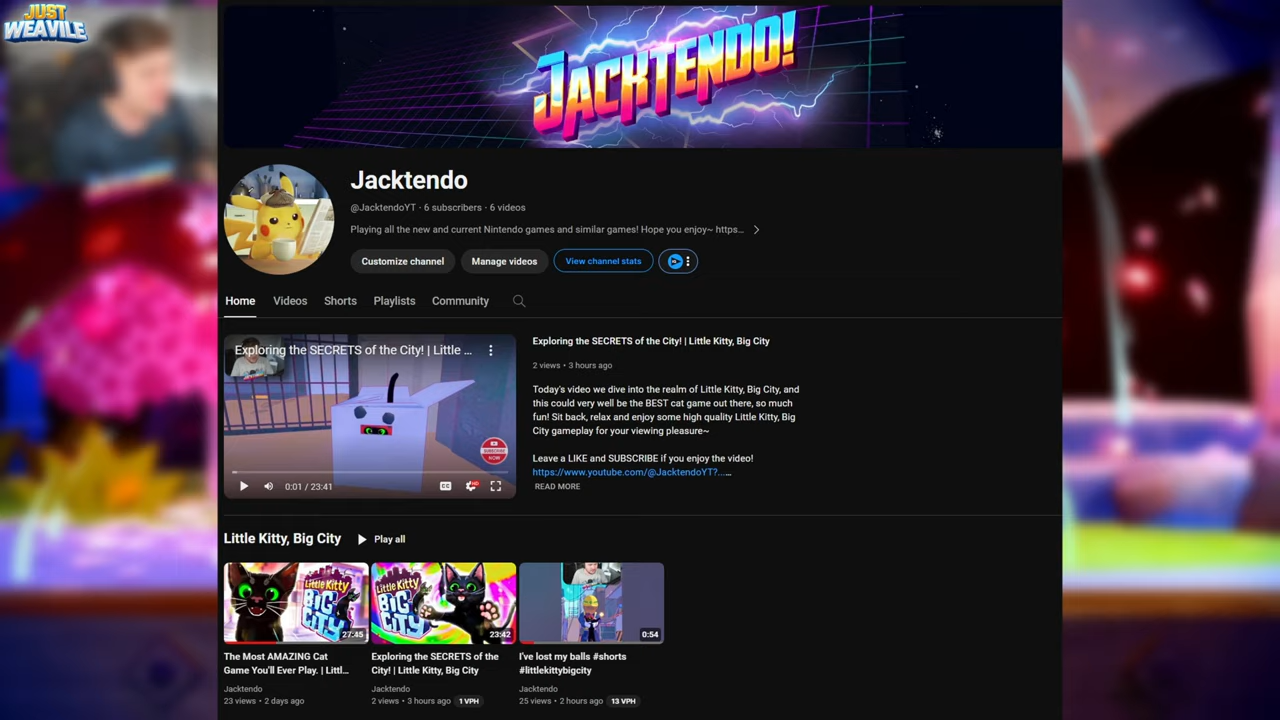 JUST
WEAVILE
JACKTENDO!
Jacktendo
@JacktendoYT · 6 subscribers · 6 videos
Playing all the new and current Nintendo games and similar games! Hope you enjoy~ https...
Customize channel
Manage videos
View channel stats
Home
Videos
Shorts
Playlists
Community
Exploring the SECRETS of the City! | Little ...
SUBSCRIBE
NOW
0:01 / 23:41
CC
HD
Exploring the SECRETS of the City! | Little Kitty, Big City
2 views • 3 hours ago
Today's video we dive into the realm of Little Kitty, Big City, and
this could very well be the BEST cat game out there, so much
fun! Sit back, relax and enjoy some high quality Little Kitty, Big
City gameplay for your viewing pleasure~
Leave a LIKE and SUBSCRIBE if you enjoy the video!
https://www.youtube.com/@JacktendoYT?...…
READ MORE
Little Kitty, Big City
Play all
Little Kitty
BIG
CITY
27:45
Little Kitty
BIG
CITY
23:42
0:54
The Most AMAZING Cat
Game You'll Ever Play. | Littl...
Jacktendo
23 views • 2 days ago
Exploring the SECRETS of the
City! | Little Kitty, Big City
Jacktendo
2 views • 3 hours ago
1 VPH
I've lost my balls #shorts
#littlekittybigcity
Jacktendo
25 views • 2 hours ago
13 VPH